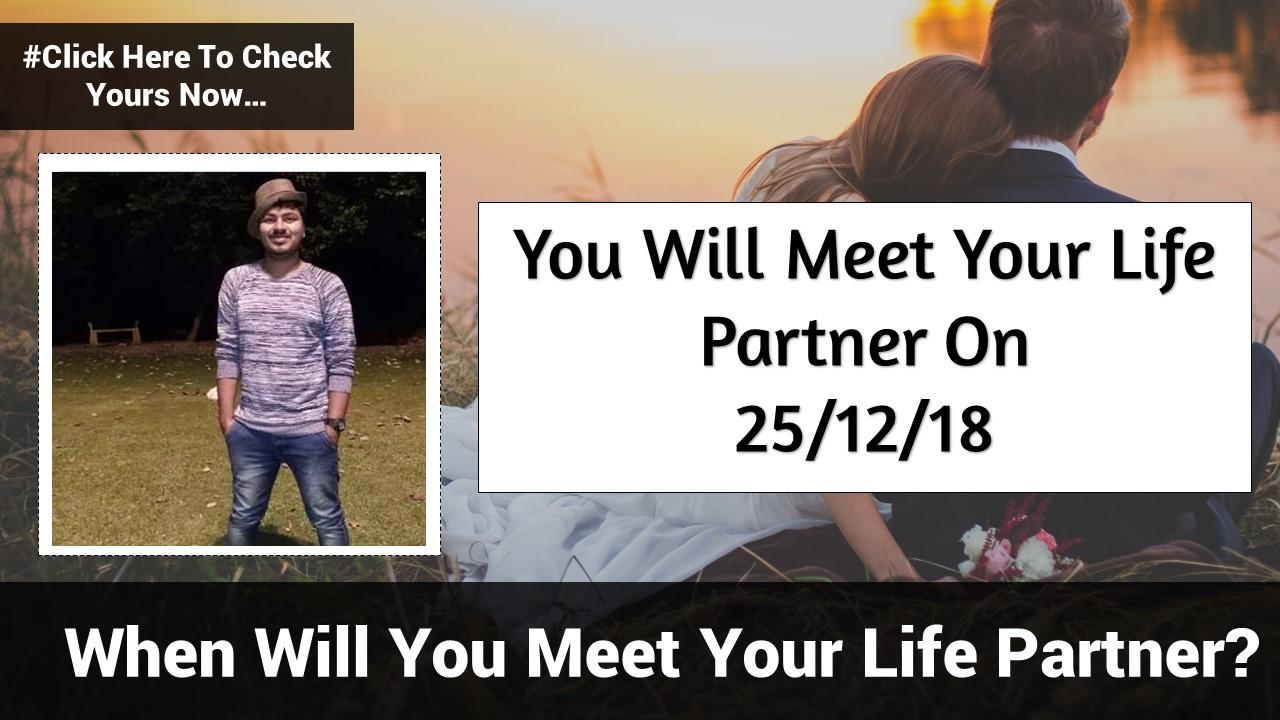 #Click Here To Check
Yours Now...
You Will Meet Your Life
Partner On
25/12/18
When Will You Meet Your Life Partner?